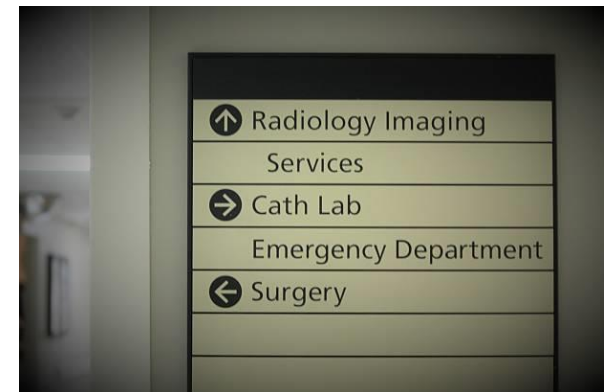 Radiology Imaging
Services
Cath Lab
Emergency Department
Surgery